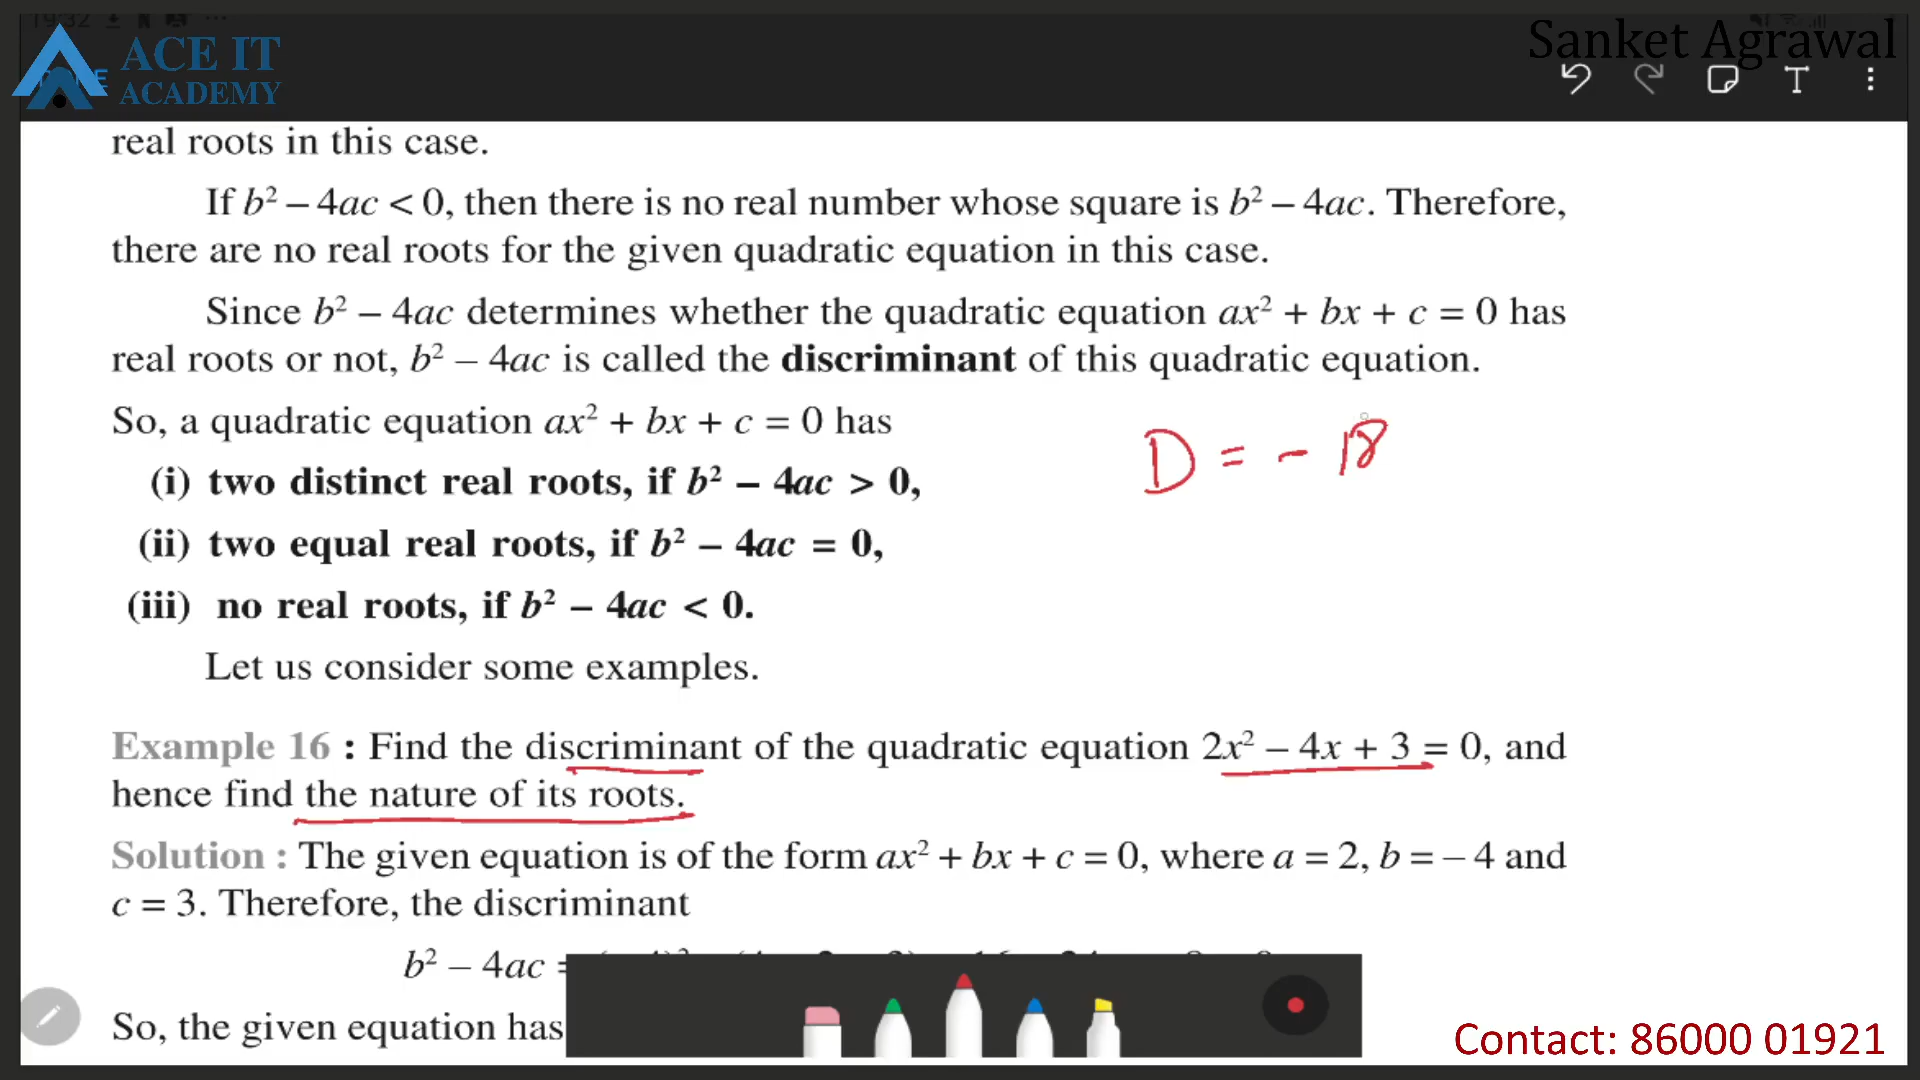 19:32
Sanket Agrawal
ACE IT
ACADEMY
real roots in this case.
If b² – 4ac < 0, then there is no real number whose square is b² – 4ac. Therefore,
there are no real roots for the given quadratic equation in this case.
Since b² – 4ac determines whether the quadratic equation ax² + bx + c = 0 has
real roots or not, b² – 4ac is called the discriminant of this quadratic equation.
So, a quadratic equation ax² + bx + c = 0 has
D = - 18
(i) two distinct real roots, if b² – 4ac > 0,
(ii) two equal real roots, if b² – 4ac = 0,
(iii) no real roots, if b² – 4ac < 0.
Let us consider some examples.
Example 16 : Find the discriminant of the quadratic equation 2x² – 4x + 3 = 0, and
hence find the nature of its roots.
Solution : The given equation is of the form ax² + bx + c = 0, where a = 2, b = – 4 and
c = 3. Therefore, the discriminant
b² – 4ac =
So, the given equation has
Contact: 86000 01921